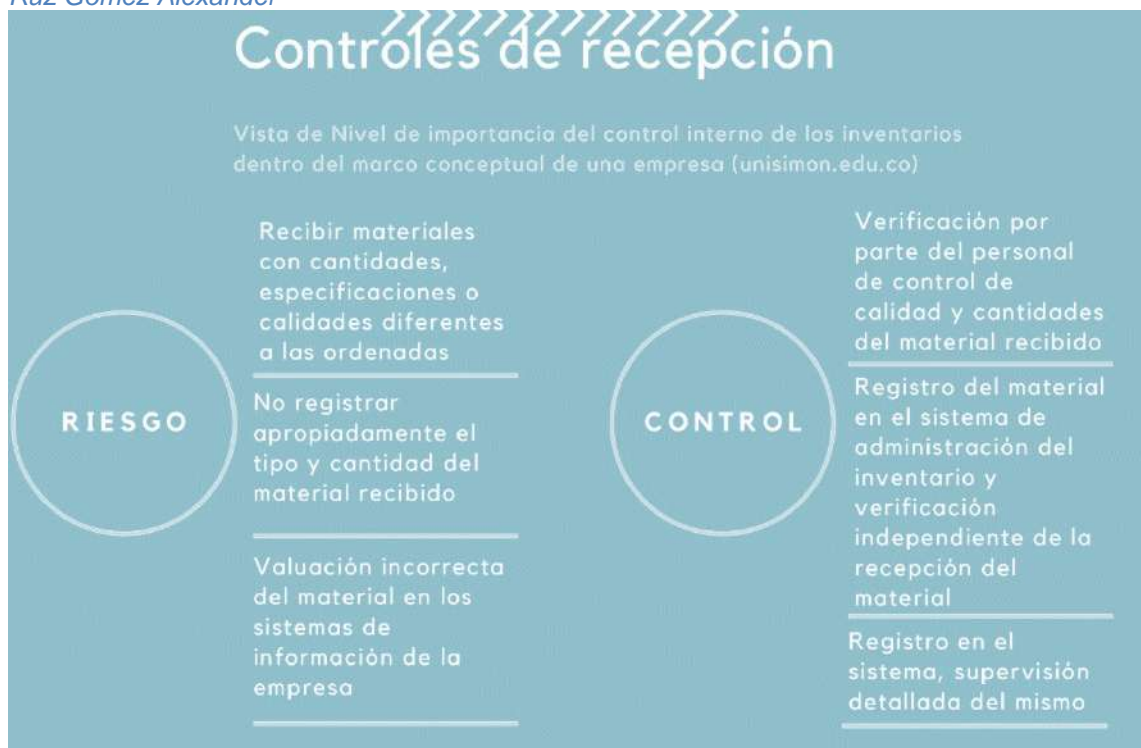 Ruz Gómez Alexander
Controles de recepción
Vista de Nivel de importancia del control interno de los inventarios
dentro del marco conceptual de una empresa (unisimon.edu.co)
RIESGO
Recibir materiales
con cantidades,
especificaciones o
calidades diferentes
a las ordenadas
No registrar
apropiadamente el
tipo y cantidad del
material recibido
Valuación incorrecta
del material en los
sistemas de
información de la
empresa
CONTROL
Verificación por
parte del personal
de control de
calidad y cantidades
del material recibido
Registro del material
en el sistema de
administración del
inventario y
verificación
independiente de la
recepción del
material
Registro en el
sistema, supervisión
detallada del mismo